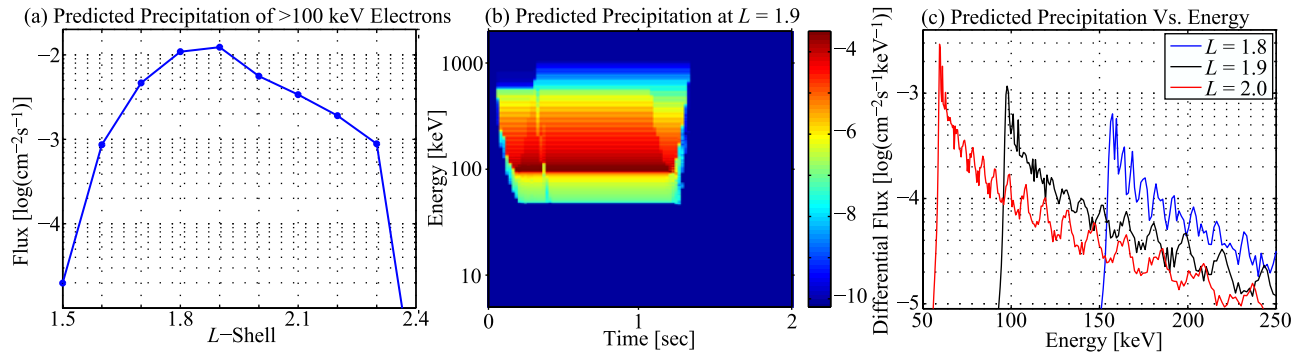 (a) Predicted Precipitation of >100 keV Electrons
Flux [log(cm−2s−1)]
−2
−3
−4
1.5
1.8
2.1
2.4
L−Shell
(b) Predicted Precipitation at L = 1.9
Energy [keV]
1000
100
10
0
1
2
Time [sec]
−4
−6
−8
−10
(c) Precipitation Vs. Energy
Differential Flux [log(cm−2s−1keV−1)]
−3
−4
−5
50
100
150
200
250
Energy [keV]
L = 1.8
L = 1.9
L = 2.0